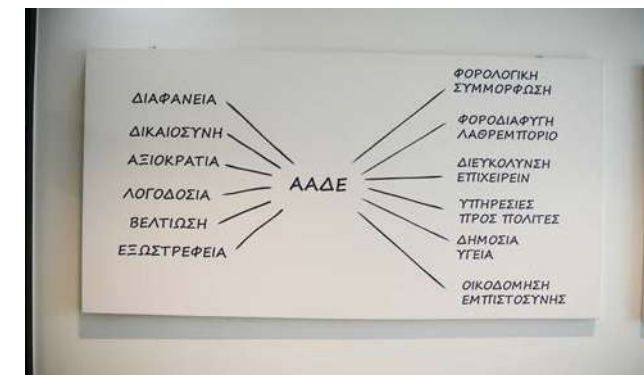 ΔΙΑΦΑΝΕΙΑ
ΔΙΚΑΙΟΣΥΝΗ
ΑΞΙΟΚΡΑΤΙΑ
ΛΟΓΟΔΟΣΙΑ
ΒΕΛΤΙΩΣΗ
ΕΞΩΣΤΡΕΦΕΙΑ
ΑΑΔΕ
ΦΟΡΟΛΟΓΙΚΗ
ΣΥΜΜΟΡΦΩΣΗ
ΦΟΡΟΔΙΑΦΥΓΗ
ΛΑΘΡΕΜΠΟΡΙΟ
ΔΙΕΥΚΟΛΥΝΣΗ
ΕΠΙΧΕΙΡΕΙΝ
ΥΠΗΡΕΣΙΕΣ
ΠΡΟΣ ΠΟΛΙΤΕΣ
ΔΗΜΟΣΙΑ
ΥΓΕΙΑ
ΟΙΚΟΔΟΜΗΣΗ
ΕΜΠΙΣΤΟΣΥΝΗΣ